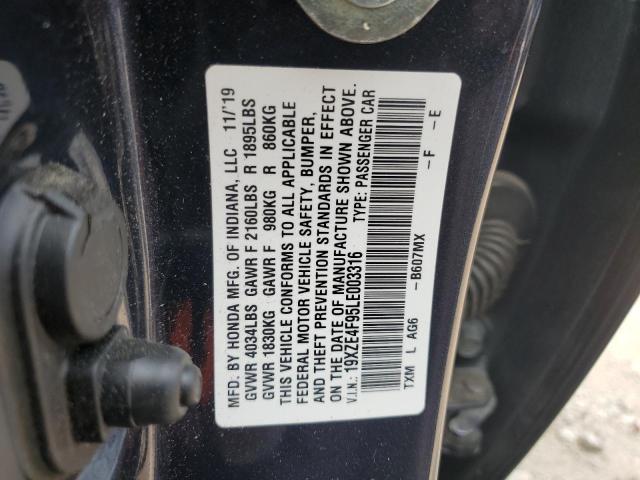 MFD. BY HONDA MFG. OF INDIANA, LLC 11/'19
GVWR 4034LBS GAWR F 2160LBS R 1895LBS
GVWR 1830KG GAWR F 980KG R 860KG
THIS VEHICLE CONFORMS TO ALL APPLICABLE
FEDERAL MOTOR VEHICLE SAFETY, BUMPER,
AND THEFT PREVENTION STANDARDS IN EFFECT
ON THE DATE OF MANUFACTURE SHOWN ABOVE.
V.I.N.: 19XZE4F95LE003316 TYPE: PASSENGER CAR
TXM L AG6 -B607MX -F -E